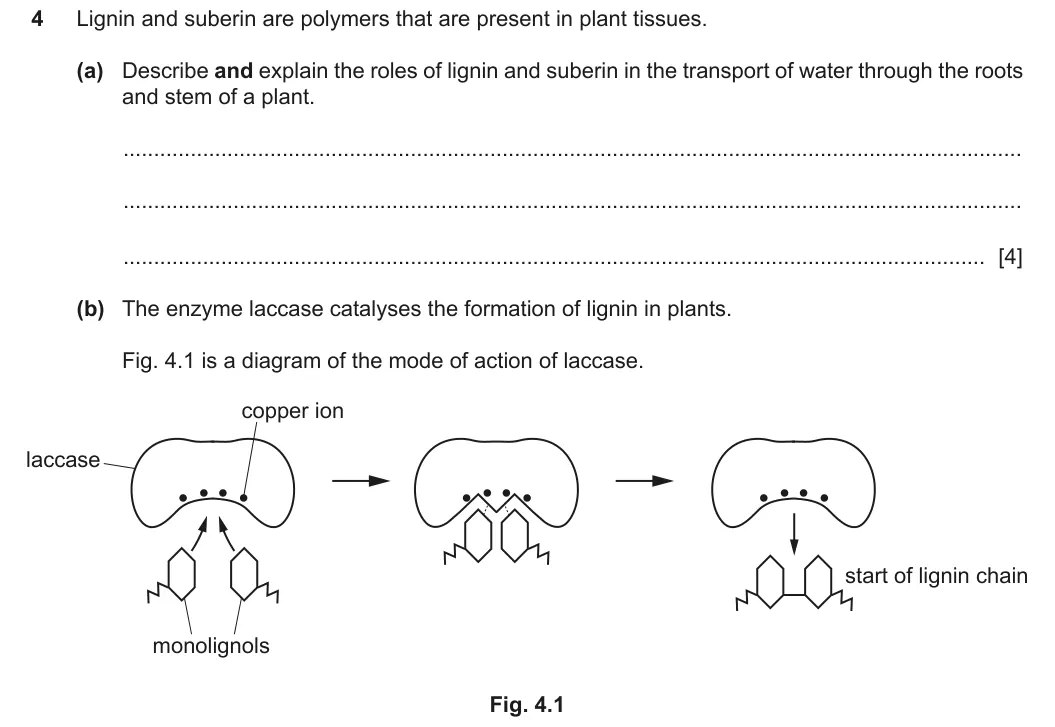 4 Lignin and suberin are polymers that are present in plant tissues.
(a) Describe and explain the roles of lignin and suberin in the transport of water through the roots
and stem of a plant.
[4]
(b) The enzyme laccase catalyses the formation of lignin in plants.
Fig. 4.1 is a diagram of the mode of action of laccase.
copper ion
laccase
start of lignin chain
monolignols
Fig. 4.1